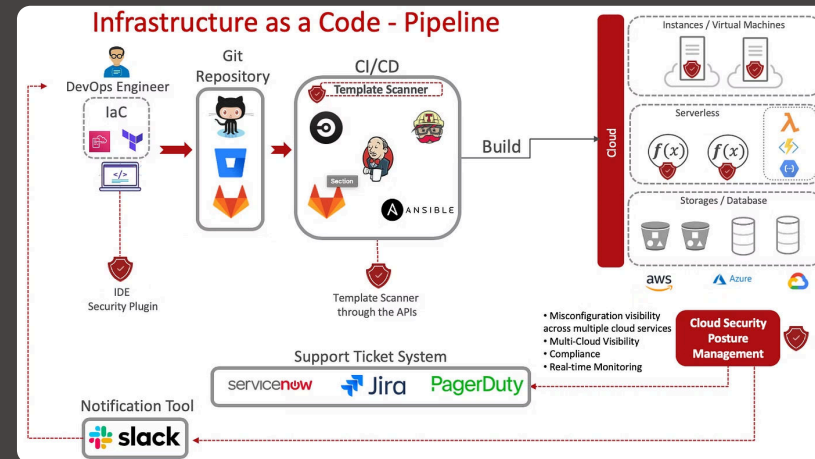 Infrastructure as a Code - Pipeline
DevOps Engineer
IaC
</>
IDE
Security Plugin
Git
Repository
CI/CD
Template Scanner
Section
ANSIBLE
Template Scanner
through the APIs
Build
Cloud
Instances / Virtual Machines
Serverless
f(x)
f(x)
λ
Storages / Database
aws
Azure
• Misconfiguration visibility
across multiple cloud services
• Multi-Cloud Visibility
• Compliance
• Real-time Monitoring
Cloud Security
Posture
Management
Support Ticket System
servicenow
Jira
PagerDuty
Notification Tool
slack